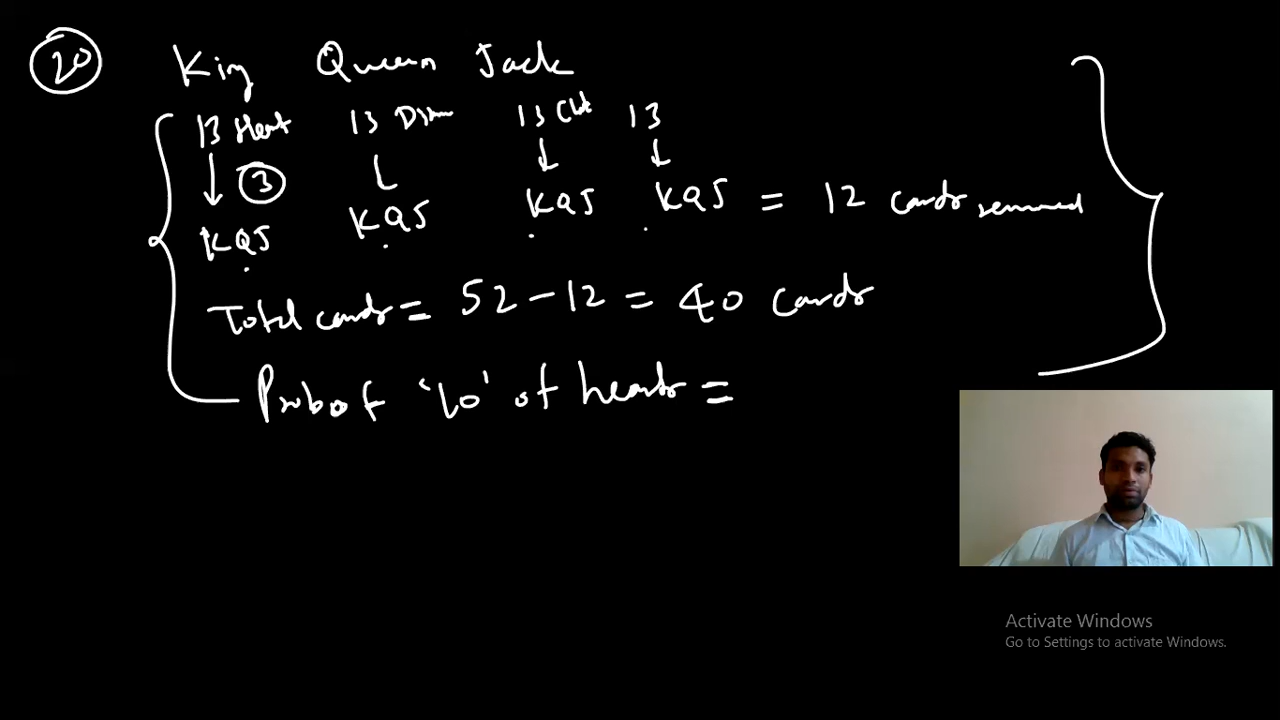 20 King Queen Jack
13 Heart 13 Diam 13 Club 13
3
KQJ KQJ KQJ KQJ = 12 cards removed
Total cards = 52 - 12 = 40 cards
Prob of '10' of hearts =
Activate Windows
Go to Settings to activate Windows.